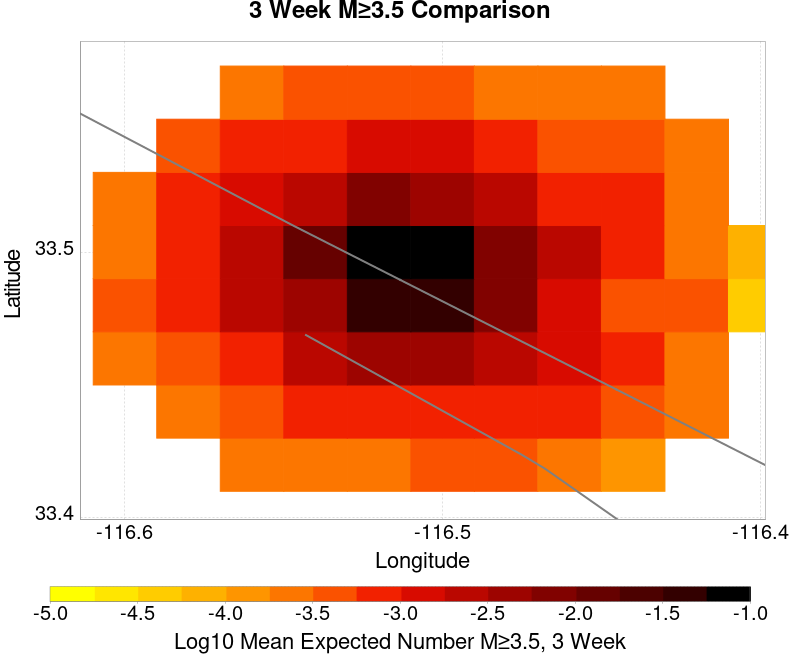 3 Week M≥3.5 Comparison
Latitude
33.5
33.4
-116.6 -116.5 -116.4
Longitude
-5.0 -4.5 -4.0 -3.5 -3.0 -2.5 -2.0 -1.5 -1.0
Log10 Mean Expected Number M≥3.5, 3 Week